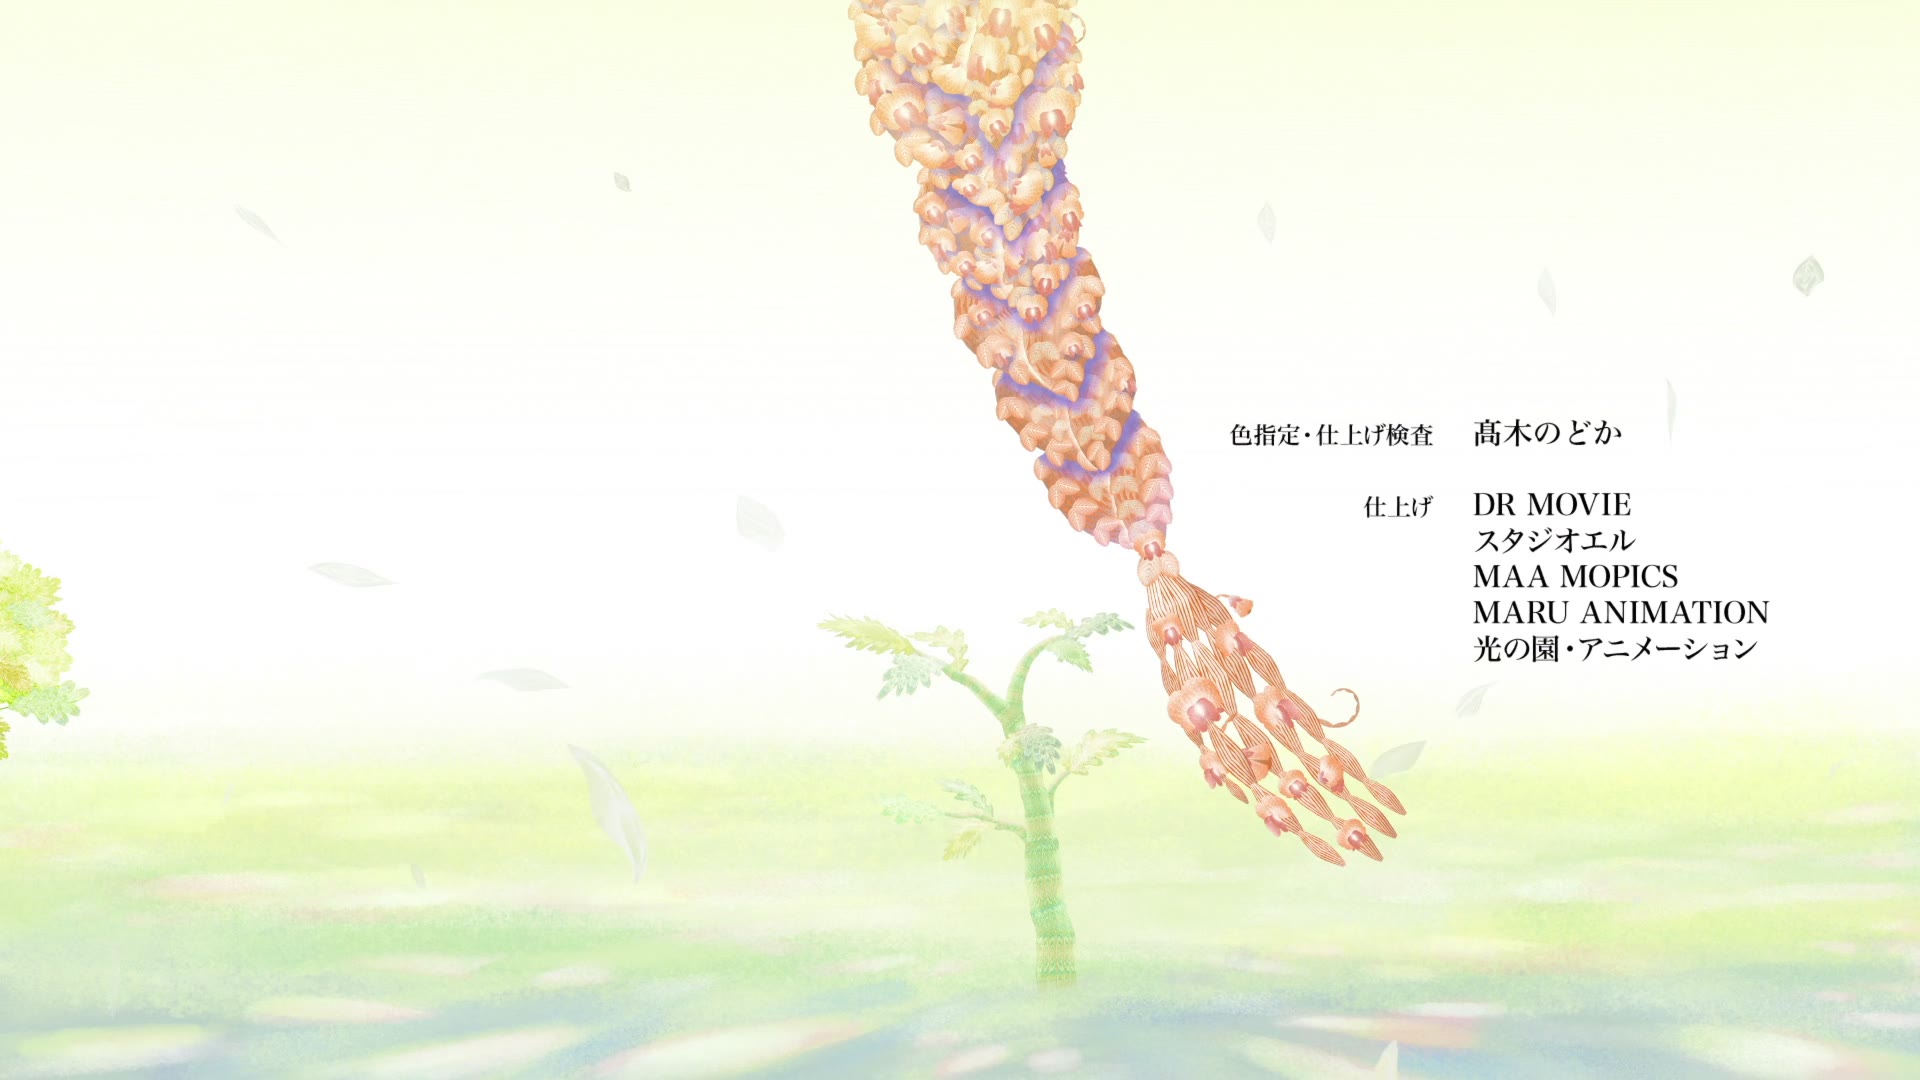 色指定・仕上げ検査 髙木のどか
仕上げ DR MOVIE
スタジオエル
MAA MOPICS
MARU ANIMATION
光の園・アニメーション